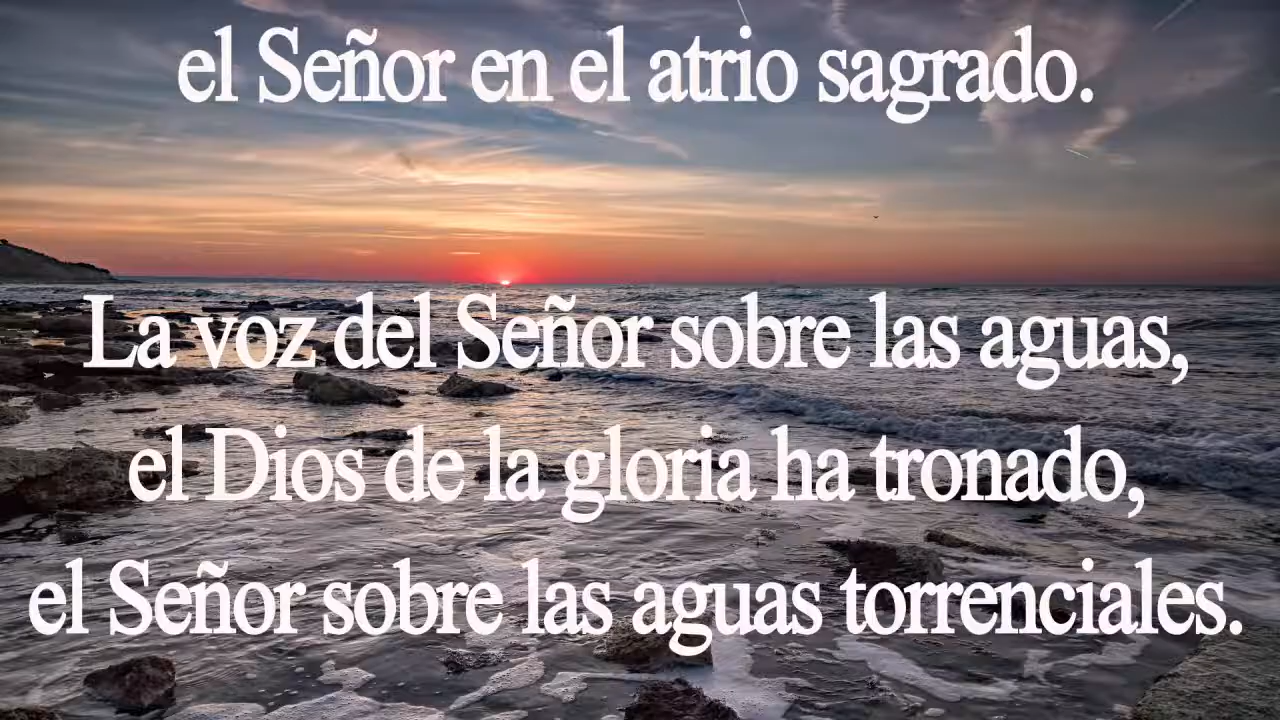 el Señor en el atrio sagrado.
La voz del Señor sobre las aguas,
el Dios de la gloria ha tronado,
el Señor sobre las aguas torrenciales.